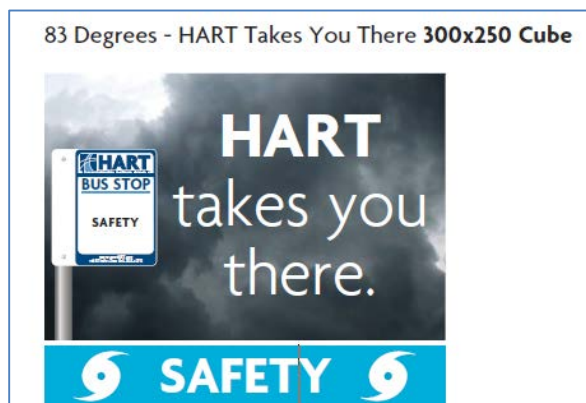 83 Degrees - HART Takes You There 300x250 Cube
HART
takes you
there.
HART
BUS STOP
SAFETY
SAFETY